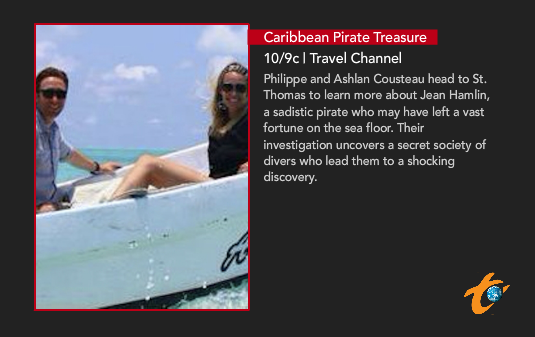 Caribbean Pirate Treasure
10/9c | Travel Channel
Philippe and Ashlan Cousteau head to St.
Thomas to learn more about Jean Hamlin,
a sadistic pirate who may have left a vast
fortune on the sea floor. Their
investigation uncovers a secret society of
divers who lead them to a shocking
discovery.